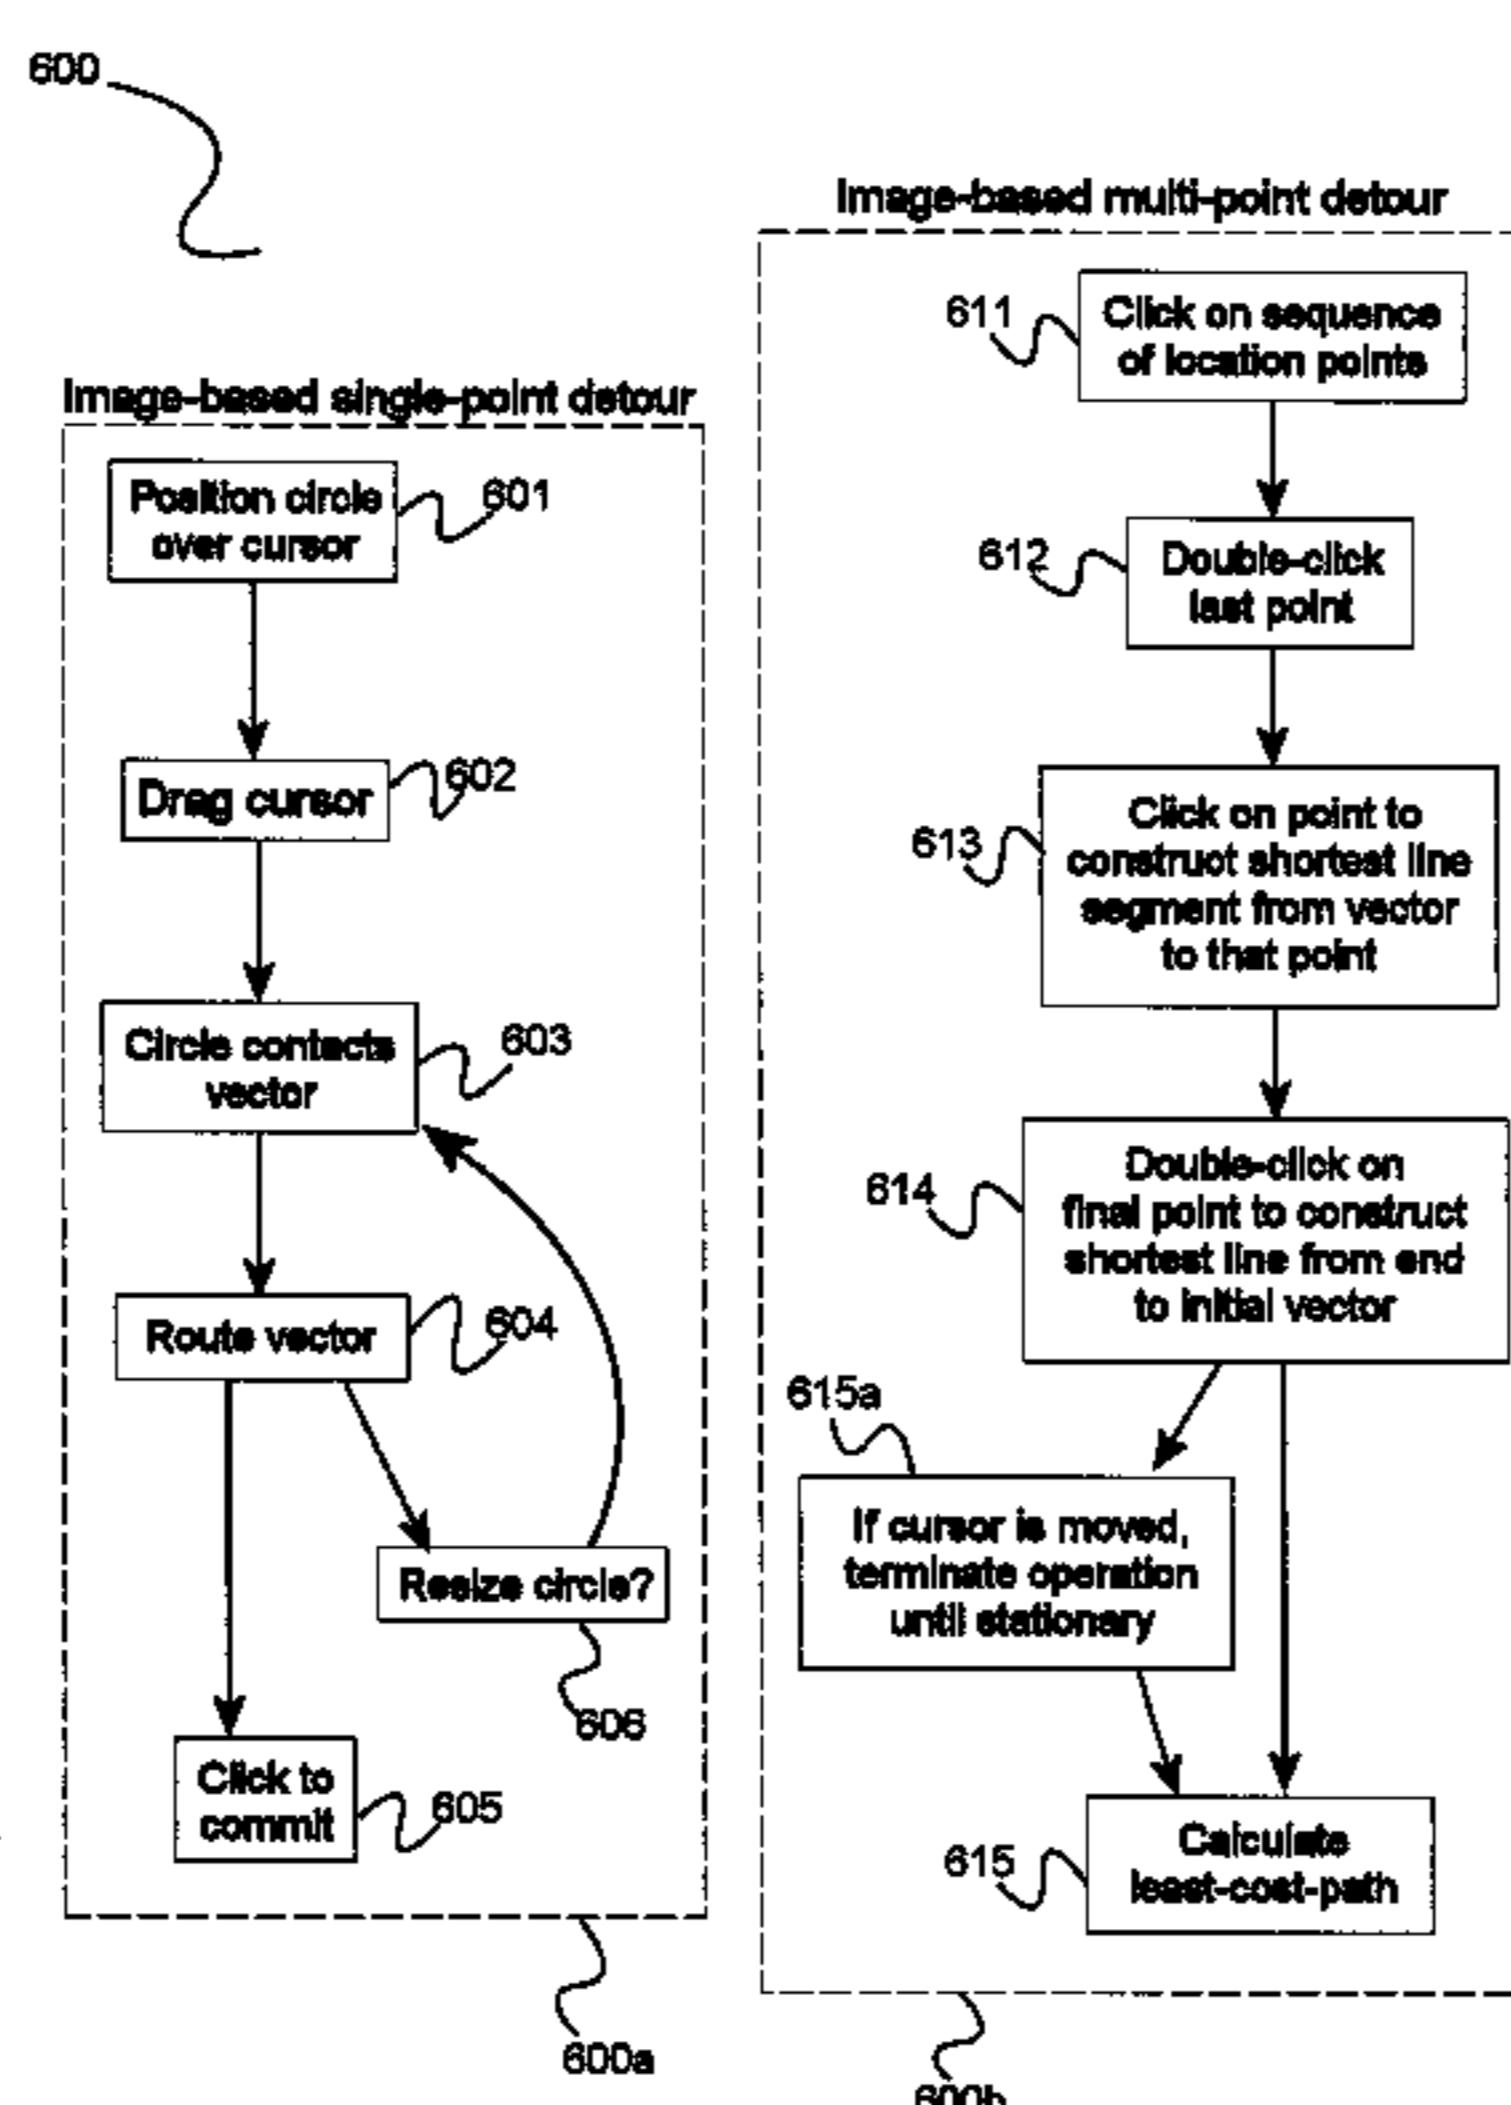 600
Image-based single-point detour
Position circle
over cursor
601
Drag cursor
602
Circle contacts
vector
603
Route vector
604
Resize circle?
606
Click to
commit
605
600a
Image-based multi-point detour
611
Click on sequence
of location points
612
Double-click
last point
613
Click on point to
construct shortest line
segment from vector
to that point
614
Double-click on
final point to construct
shortest line from end
to initial vector
615a
If cursor is moved,
terminate operation
until stationary
615
Calculate
least-cost-path
600b